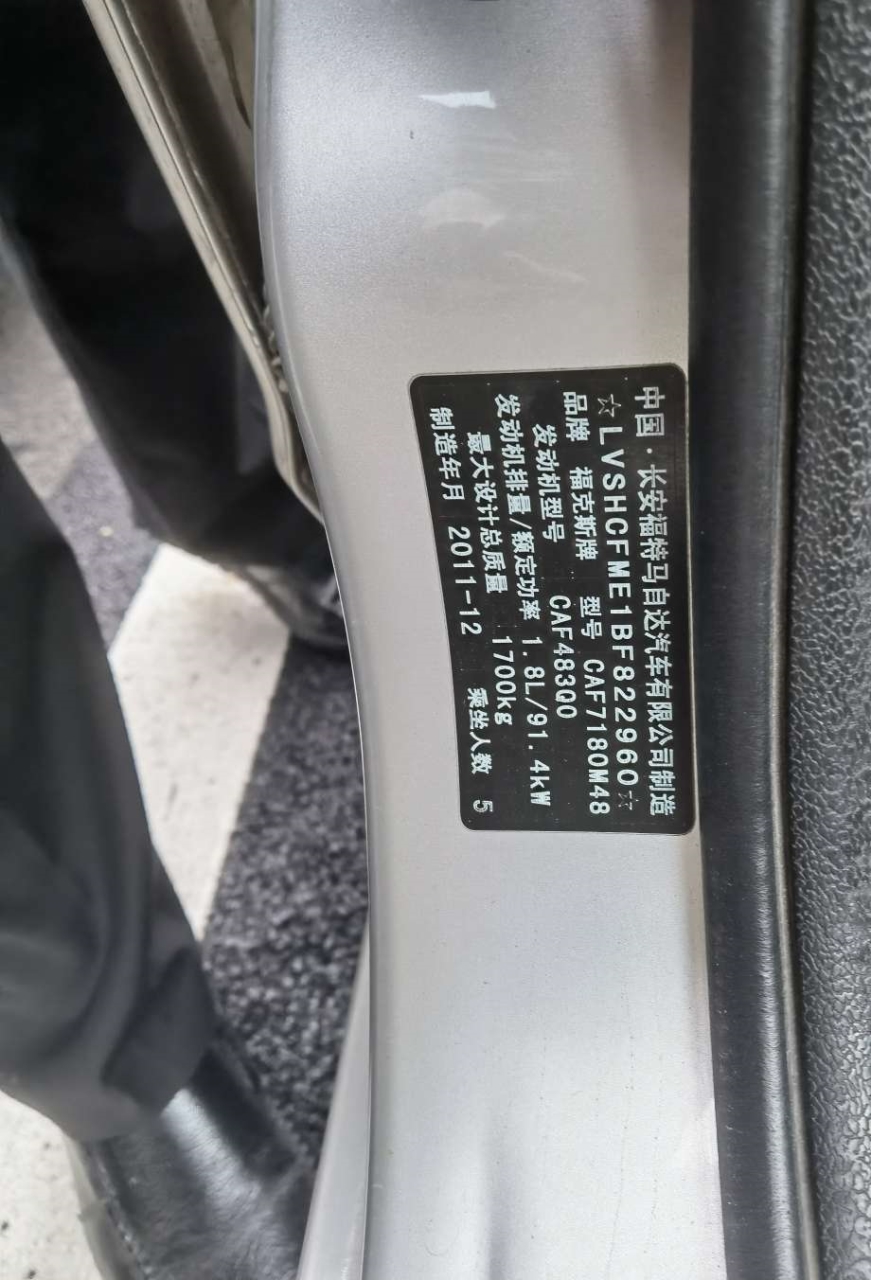 中国·长安福特马自达汽车有限公司制造
☆LVSHCFME1BF822960☆
品牌 福克斯牌 型号 CAF7180M48
发动机型号 CAF483Q0
发动机排量/额定功率 1.8L/91.4kW
最大设计总质量 1700kg
制造年月 2011-12 乘坐人数 5